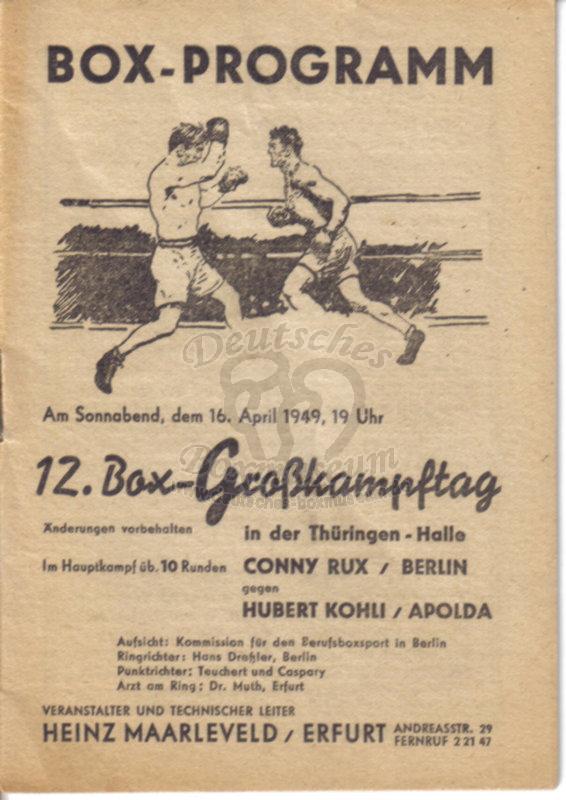 BOX-PROGRAMM
Deutsches
Am Sonnabend, dem 16. April 1949, 19 Uhr
Boxmuseum
12. Box-Großkampftag
Änderungen vorbehalten
in der Thüringen-Halle
Im Hauptkampf üb. 10 Runden
CONNY RUX / BERLIN
gegen
HUBERT KOHLI / APOLDA
Aufsicht: Kommission für den Berufsboxsport in Berlin
Ringrichter: Hans Dreßler, Berlin
Punktrichter: Teuchert und Caspary
Arzt am Ring: Dr. Muth, Erfurt
VERANSTALTER UND TECHNISCHER LEITER
HEINZ MAARLEVELD / ERFURT
ANDREASSTR. 29
FERNRUF 2 21 47